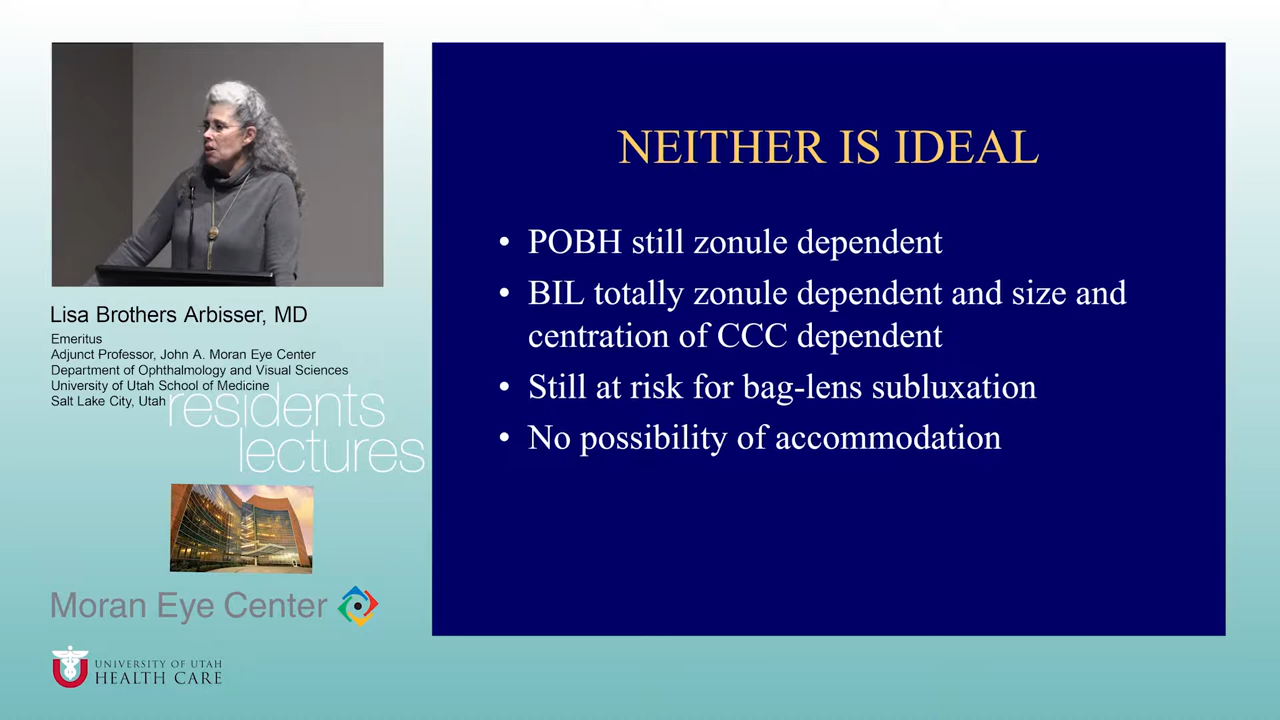 Lisa Brothers Arbisser, MD
Emeritus
Adjunct Professor, John A. Moran Eye Center
Department of Ophthalmology and Visual Sciences
University of Utah School of Medicine
Salt Lake City, Utah
residents
lectures
Moran Eye Center
UNIVERSITY OF UTAH
HEALTH CARE
NEITHER IS IDEAL
• POBH still zonule dependent
• BIL totally zonule dependent and size and
centration of CCC dependent
• Still at risk for bag-lens subluxation
• No possibility of accommodation